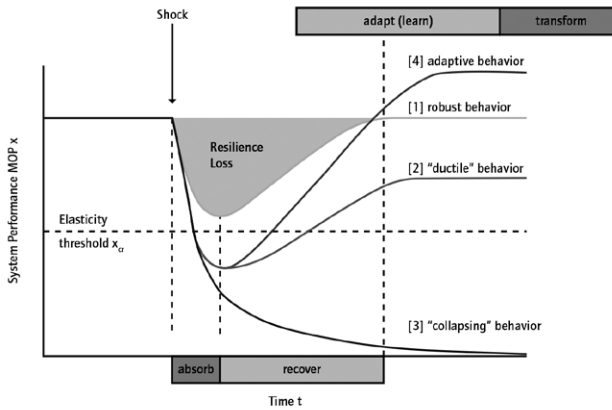 Shock
adapt (learn)
transform
[4] adaptive behavior
[1] robust behavior
Resilience
Loss
[2] "ductile" behavior
Elasticity
threshold x_cr
System Performance MOP x
[3] "collapsing" behavior
absorb
recover
Time t